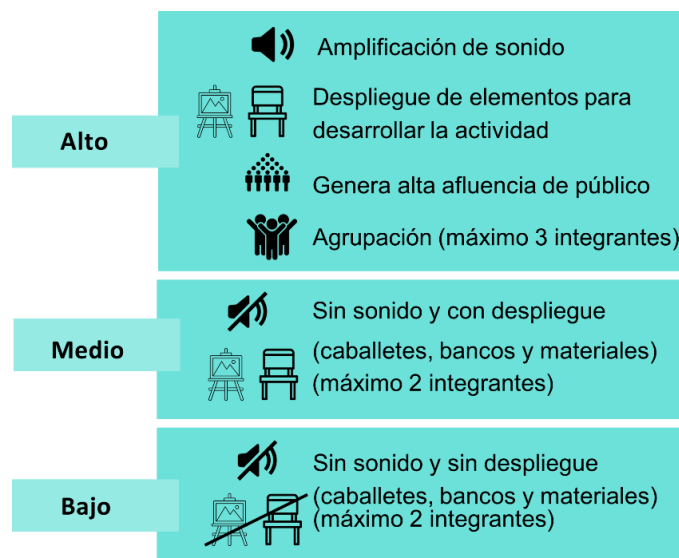 Alto
Amplificación de sonido
Despliegue de elementos para
desarrollar la actividad
Genera alta afluencia de público
Agrupación (máximo 3 integrantes)
Medio
Sin sonido y con despliegue
(caballetes, bancos y materiales)
(máximo 2 integrantes)
Bajo
Sin sonido y sin despliegue
(caballetes, bancos y materiales)
(máximo 2 integrantes)